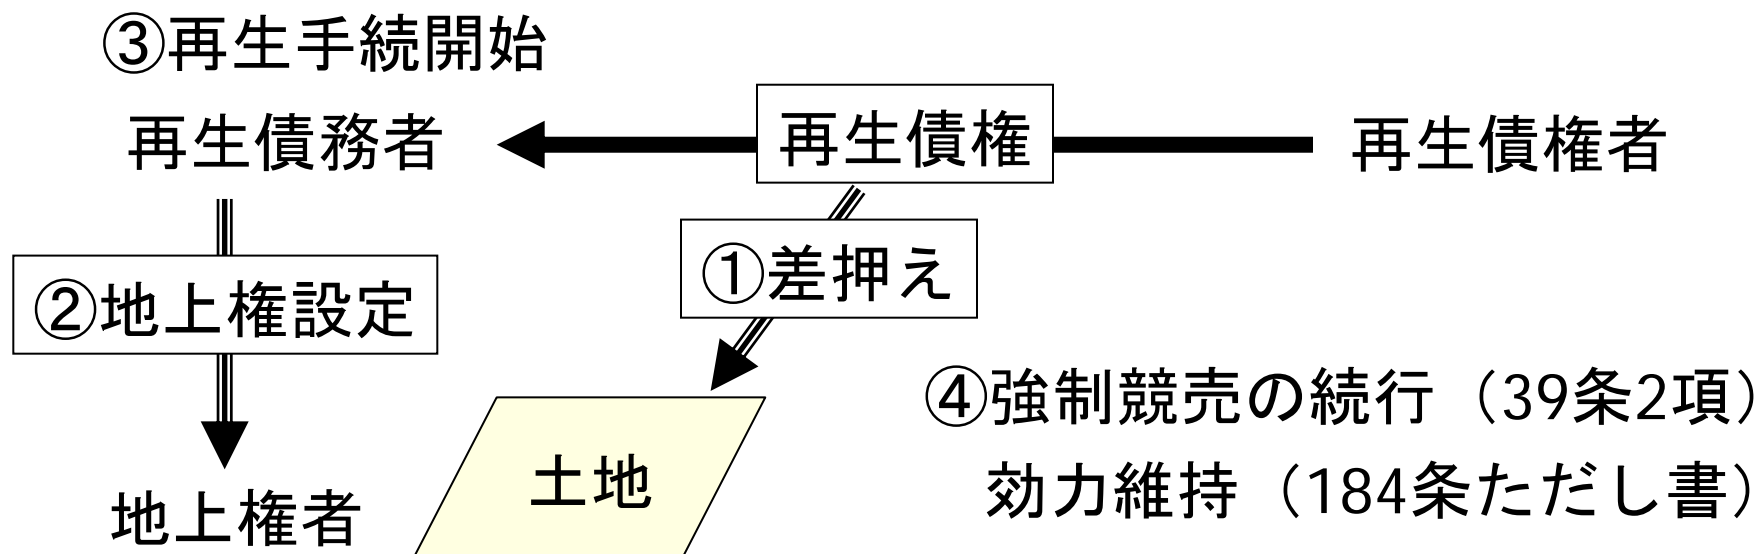 ③再生手続開始
再生債務者
再生債権
再生債権者
①差押え
②地上権設定
④強制競売の続行（39条2項）
効力維持（184条ただし書）
土地
地上権者